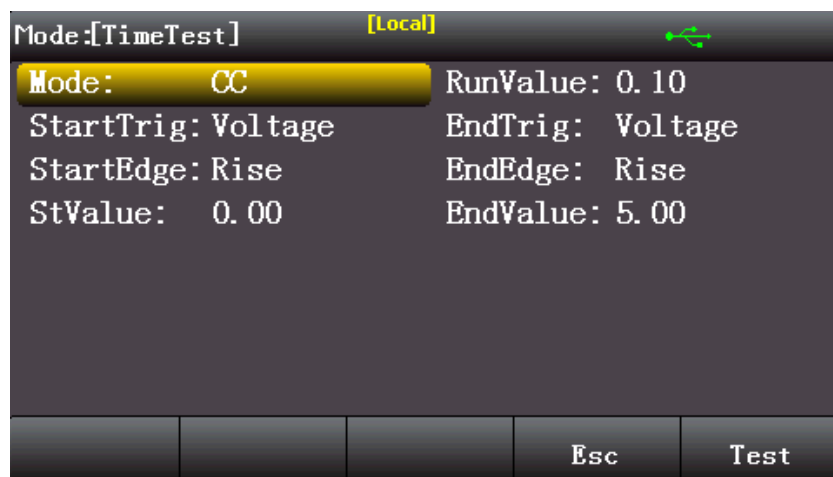 Mode:[TimeTest] [Local]
Mode: CC RunValue: 0.10
StartTrig: Voltage EndTrig: Voltage
StartEdge: Rise EndEdge: Rise
StValue: 0.00 EndValue: 5.00
Esc Test